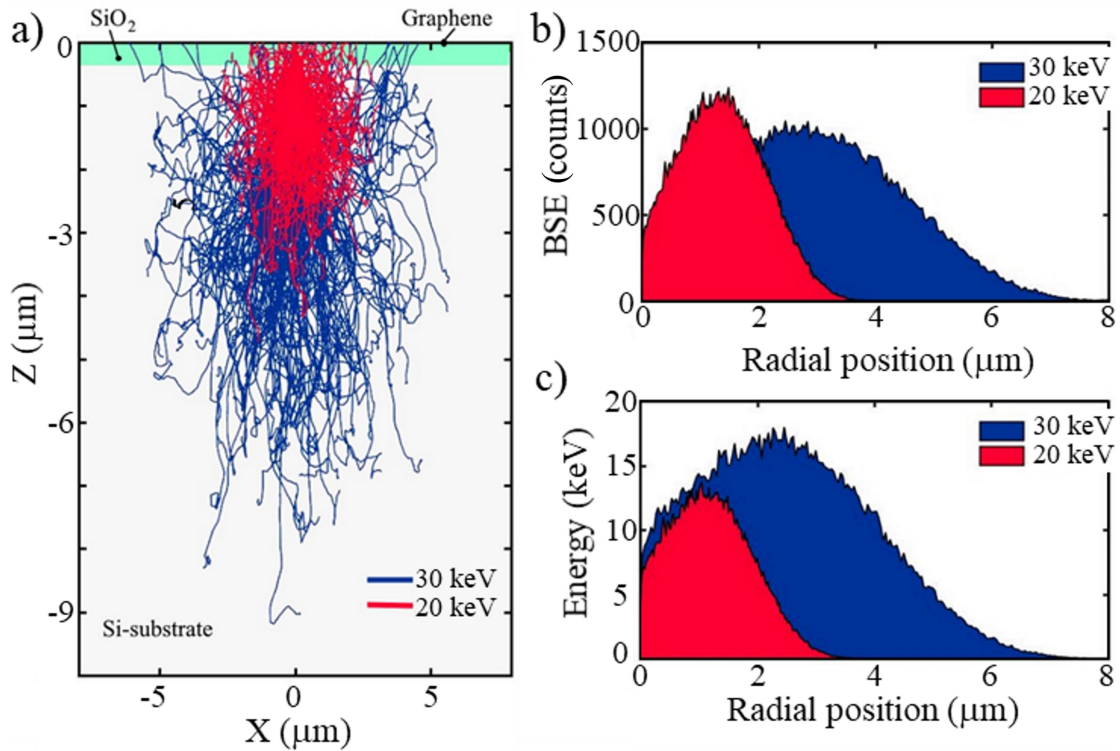 a)
SiO2
Graphene
0
-3
-6
-9
Z (μm)
30 keV
20 keV
Si-substrate
-5
0
5
X (μm)
b)
1500
1000
500
0
BSE (counts)
30 keV
20 keV
0
2
4
6
8
Radial position (μm)
c)
20
15
10
5
0
Energy (keV)
30 keV
20 keV
0
2
4
6
8
Radial position (μm)